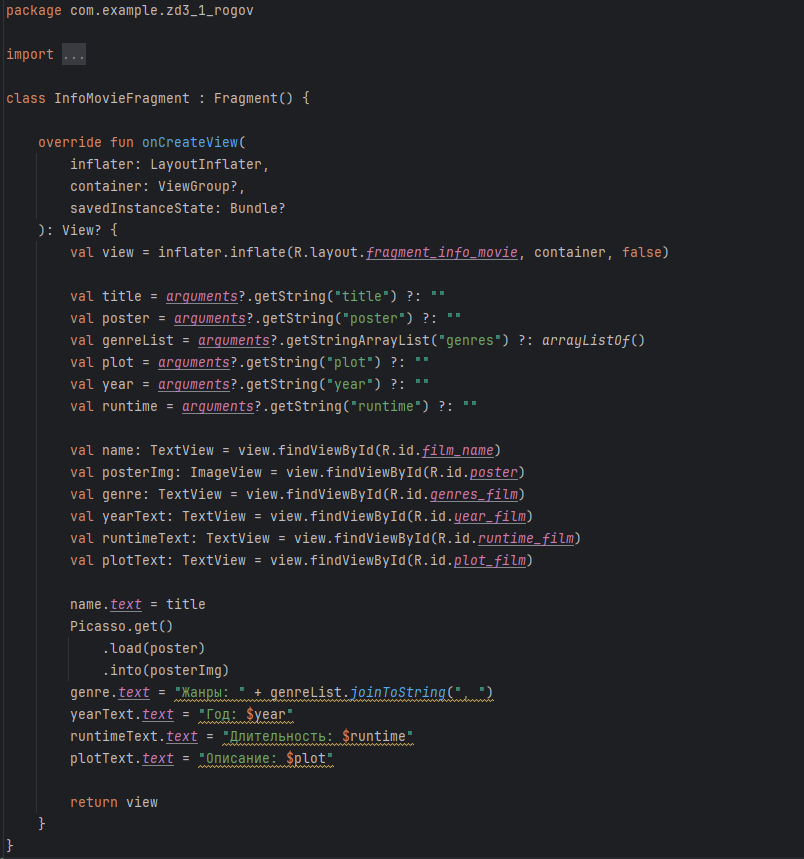 package com.example.zd3_1_rogov
import ...
class InfoMovieFragment : Fragment() {
override fun onCreateView(
inflater: LayoutInflater,
container: ViewGroup?,
savedInstanceState: Bundle?
): View? {
val view = inflater.inflate(R.layout.fragment_info_movie, container, false)
val title = arguments?.getString("title") ?: ""
val poster = arguments?.getString("poster") ?: ""
val genreList = arguments?.getStringArrayList("genres") ?: arrayListOf()
val plot = arguments?.getString("plot") ?: ""
val year = arguments?.getString("year") ?: ""
val runtime = arguments?.getString("runtime") ?: ""
val name: TextView = view.findViewById(R.id.film_name)
val posterImg: ImageView = view.findViewById(R.id.poster)
val genre: TextView = view.findViewById(R.id.genres_film)
val yearText: TextView = view.findViewById(R.id.year_film)
val runtimeText: TextView = view.findViewById(R.id.runtime_film)
val plotText: TextView = view.findViewById(R.id.plot_film)
name.text = title
Picasso.get()
.load(poster)
.into(posterImg)
genre.text = "Жанры: " + genreList.joinToString(", ")
yearText.text = "Год: $year"
runtimeText.text = "Длительность: $runtime"
plotText.text = "Описание: $plot"
return view
}
}